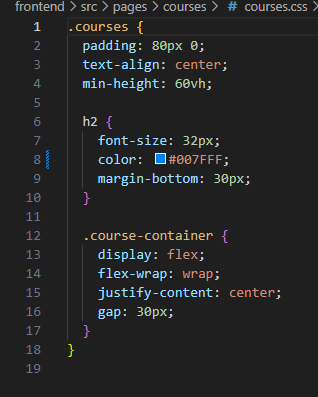 frontend > src > pages > courses > # courses.css
1 .courses {
2 padding: 80px 0;
3 text-align: center;
4 min-height: 60vh;
5
6 h2 {
7 font-size: 32px;
8 color: #007FFF;
9 margin-bottom: 30px;
10 }
11
12 .course-container {
13 display: flex;
14 flex-wrap: wrap;
15 justify-content: center;
16 gap: 30px;
17 }
18 }
19